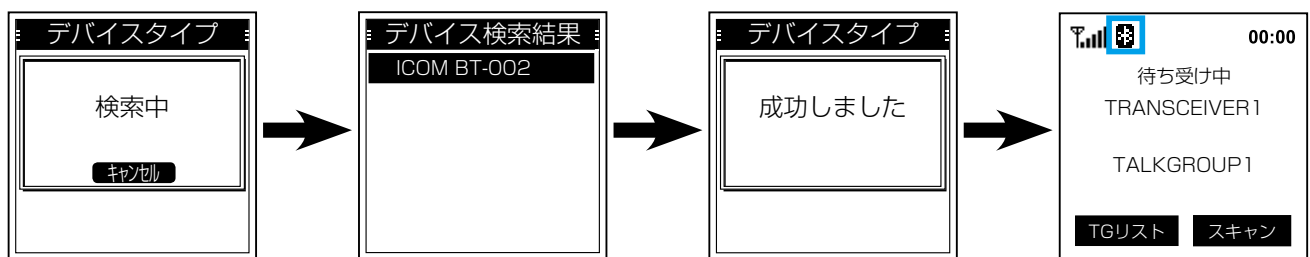 デバイスタイプ
検索中
キャンセル
デバイス検索結果
ICOM BT-002
デバイスタイプ
成功しました
00:00
待ち受け中
TRANSCEIVER1
TALKGROUP1
TGリスト スキャン